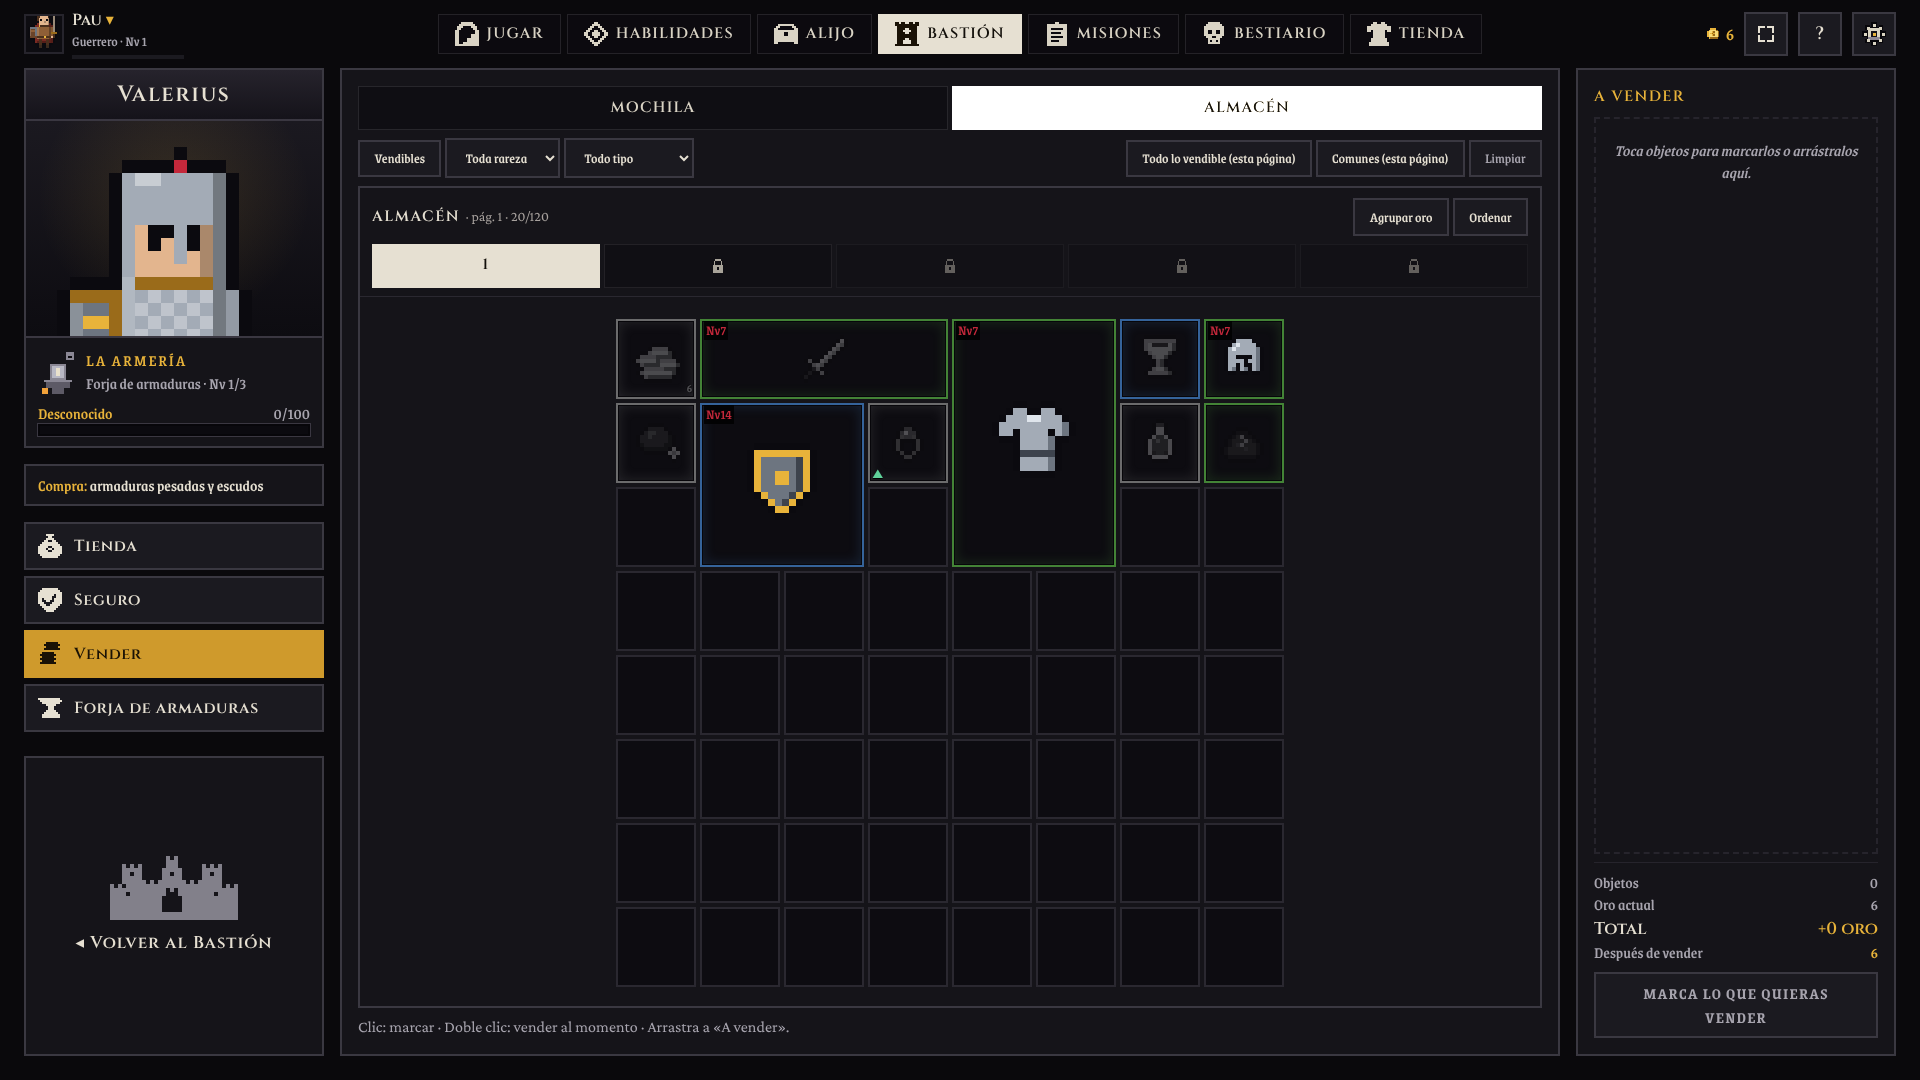 Pau ▾
Guerrero · Nv 1
JUGAR
HABILIDADES
ALIJO
BASTIÓN
MISIONES
BESTIARIO
TIENDA
6
?
VALERIUS
LA ARMERÍA
Forja de armaduras · Nv 1/3
Desconocido 0/100
Compra: armaduras pesadas y escudos
TIENDA
SEGURO
VENDER
FORJA DE ARMADURAS
◂ VOLVER AL BASTIÓN
MOCHILA
ALMACÉN
Vendibles
Toda rareza
Todo tipo
Todo lo vendible (esta página)
Comunes (esta página)
Limpiar
ALMACÉN · pág. 1 · 20/120
Agrupar oro
Ordenar
1
6
Nv7
Nv7
Nv7
Nv14
Clic: marcar · Doble clic: vender al momento · Arrastra a «A vender».
A VENDER
Toca objetos para marcarlos o arrástralos
aquí.
Objetos 0
Oro actual 6
TOTAL +0 ORO
Después de vender 6
MARCA LO QUE QUIERAS
VENDER